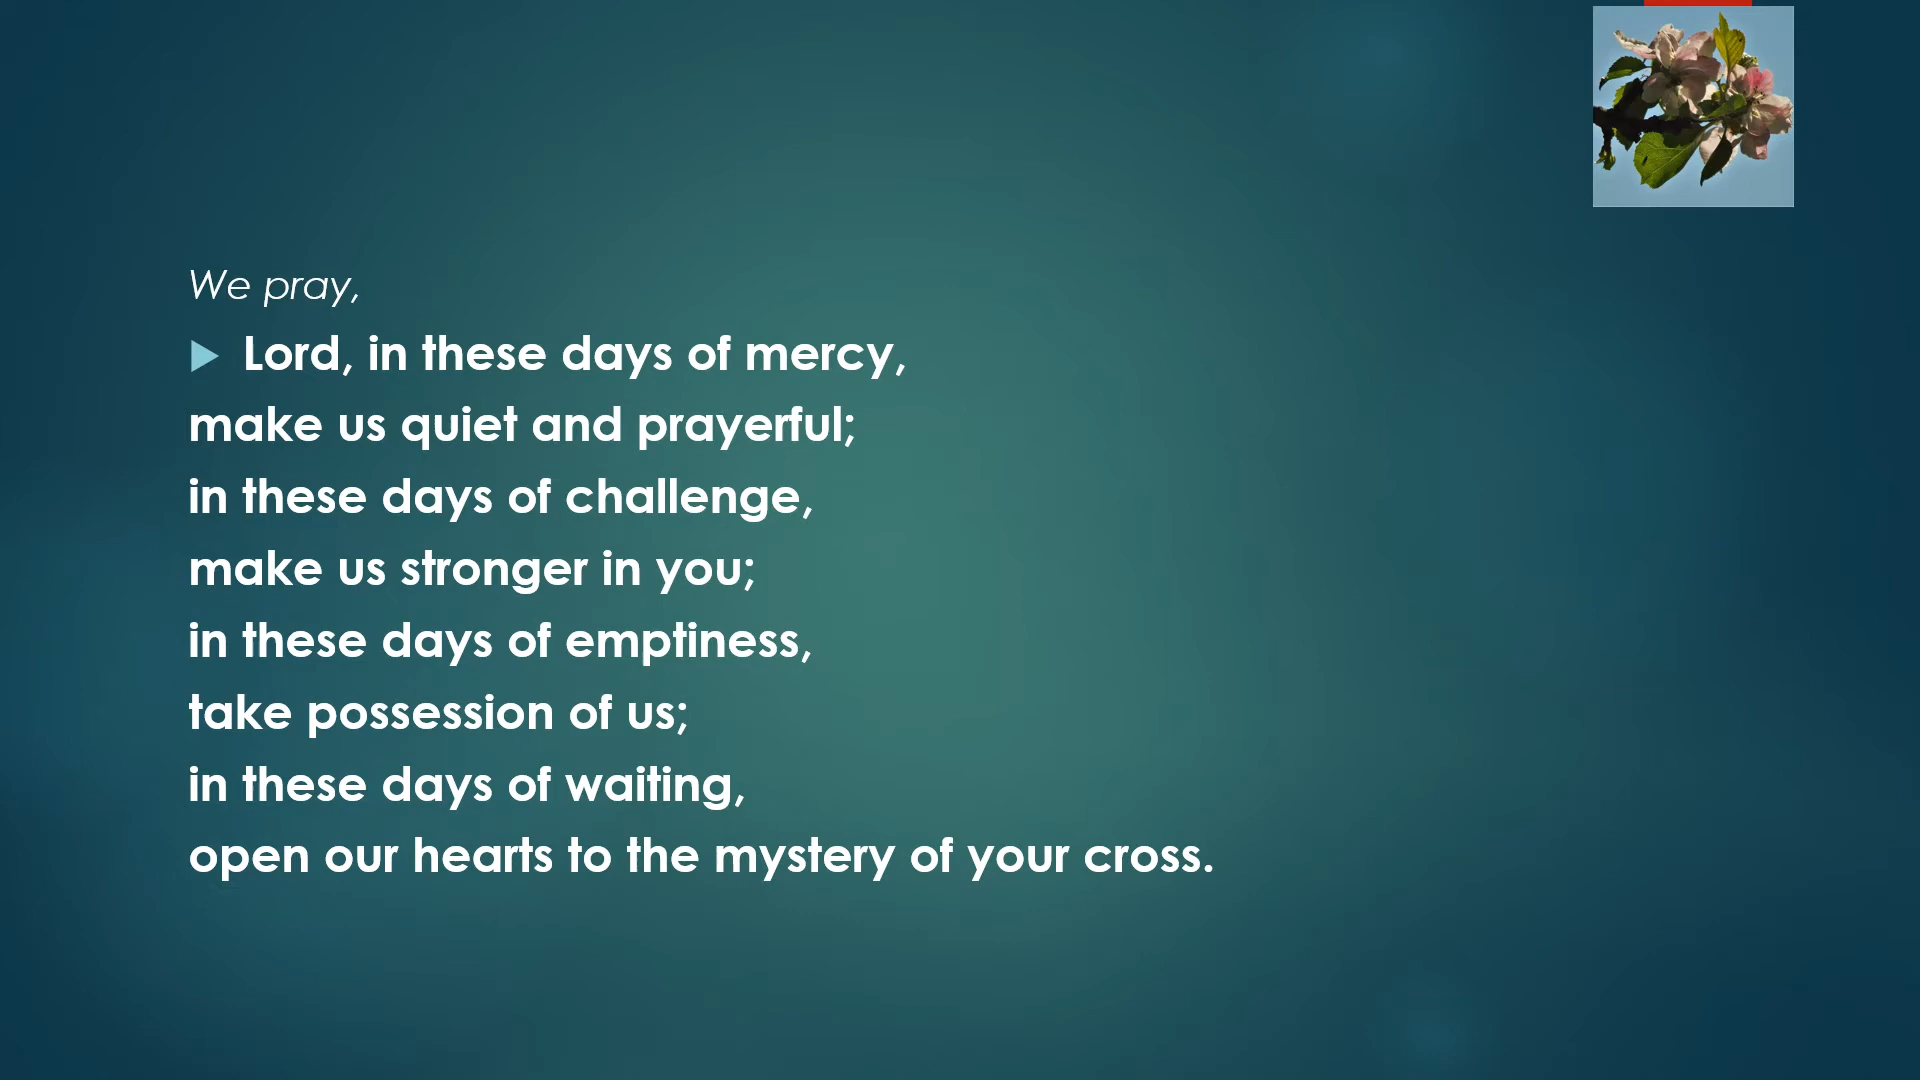 We pray,
Lord, in these days of mercy,
make us quiet and prayerful;
in these days of challenge,
make us stronger in you;
in these days of emptiness,
take possession of us;
in these days of waiting,
open our hearts to the mystery of your cross.